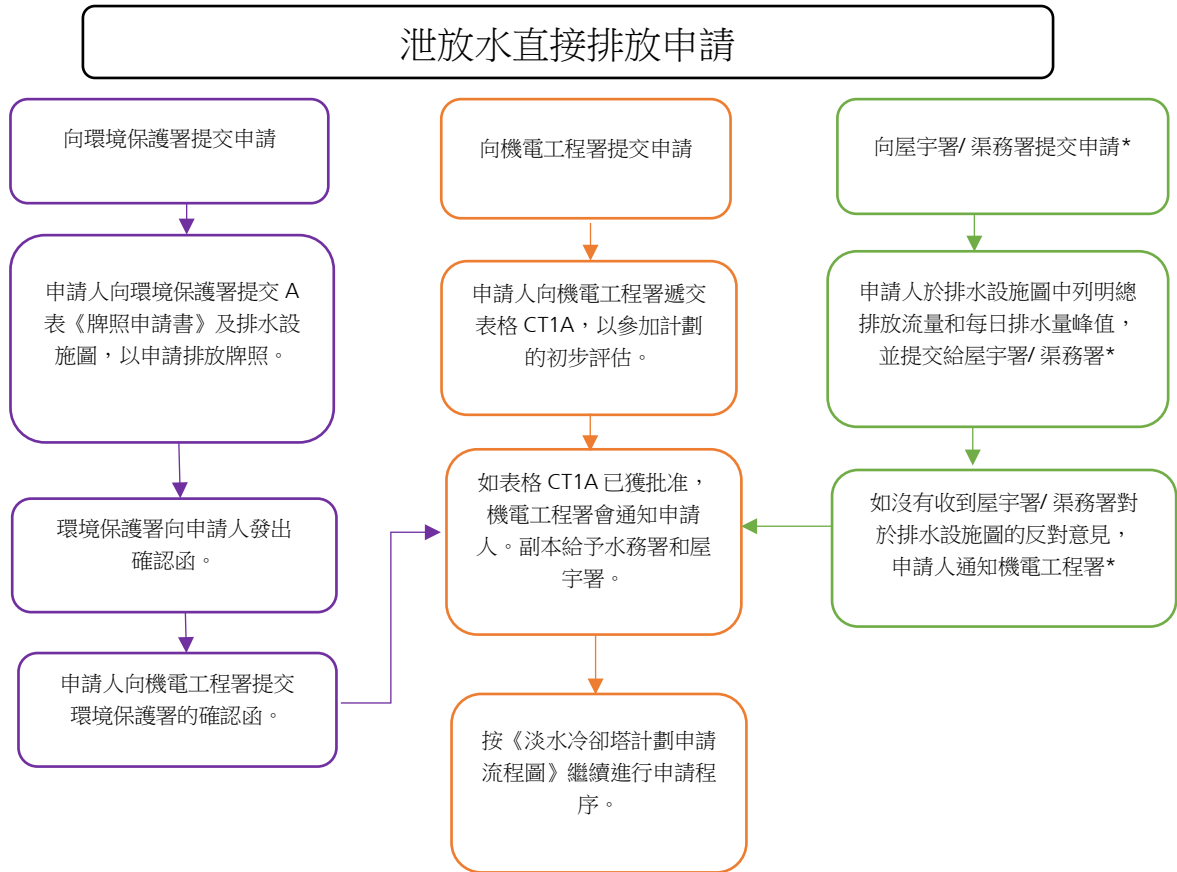 泄放水直接排放申請
向環境保護署提交申請
申請人向環境保護署提交 A
表《牌照申請書》及排水設
施圖，以申請排放牌照。
環境保護署向申請人發出
確認函。
申請人向機電工程署提交
環境保護署的確認函。
向機電工程署提交申請
申請人向機電工程署遞交
表格 CT1A，以參加計劃
的初步評估。
如表格 CT1A 已獲批准，
機電工程署會通知申請
人。副本給予水務署和屋
宇署。
按《淡水冷卻塔計劃申請
流程圖》繼續進行申請程
序。
向屋宇署/ 渠務署提交申請*
申請人於排水設施圖中列明總
排放流量和每日排水量峰值，
並提交給屋宇署/ 渠務署*
如沒有收到屋宇署/ 渠務署對
於排水設施圖的反對意見，
申請人通知機電工程署*